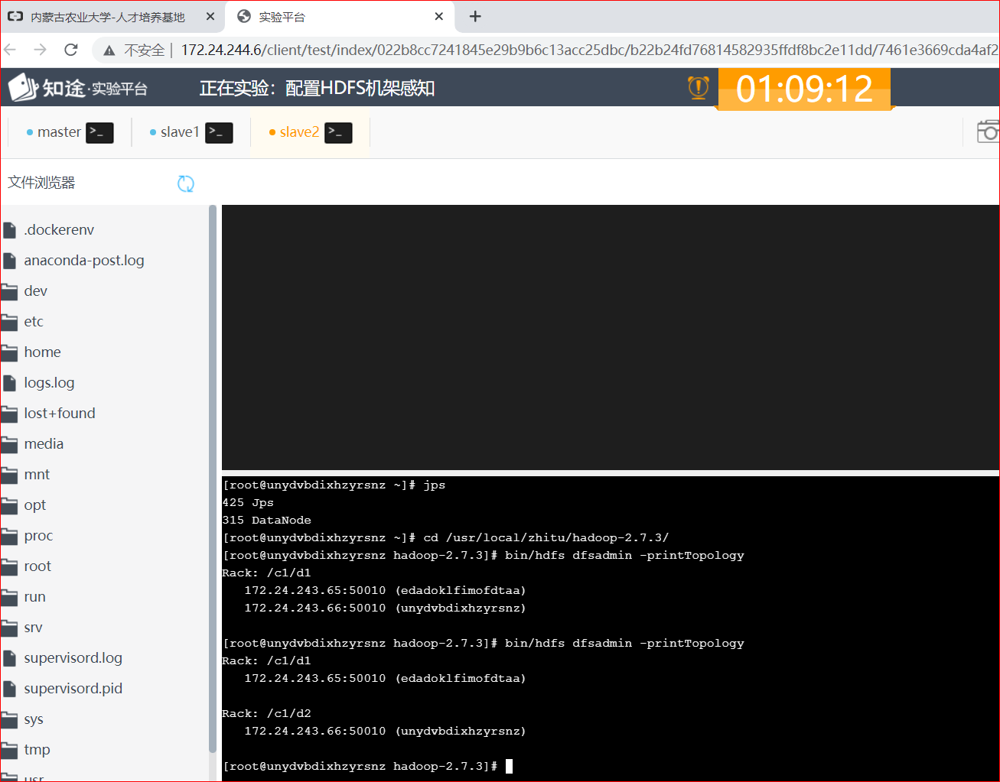 内蒙古农业大学-人才培养基地
实验平台
不安全 | 172.24.244.6/client/test/index/022b8cc7241845e29b9b6c13acc25dbc/b22b24fd76814582935ffdf8bc2e11dd/7461e3669cda4af2
知途·实验平台
正在实验：配置HDFS机架感知
01:09:12
master >_
slave1 >_
slave2 >_
文件浏览器
.dockerenv
anaconda-post.log
dev
etc
home
logs.log
lost+found
media
mnt
opt
proc
root
run
srv
supervisord.log
supervisord.pid
sys
tmp
usr
[root@unydvbdixhzyrsnz ~]# jps
425 Jps
315 DataNode
[root@unydvbdixhzyrsnz ~]# cd /usr/local/zhitu/hadoop-2.7.3/
[root@unydvbdixhzyrsnz hadoop-2.7.3]# bin/hdfs dfsadmin -printTopology
Rack: /c1/d1
172.24.243.65:50010 (edadoklfimofdtaa)
172.24.243.66:50010 (unydvbdixhzyrsnz)
[root@unydvbdixhzyrsnz hadoop-2.7.3]# bin/hdfs dfsadmin -printTopology
Rack: /c1/d1
172.24.243.65:50010 (edadoklfimofdtaa)
Rack: /c1/d2
172.24.243.66:50010 (unydvbdixhzyrsnz)
[root@unydvbdixhzyrsnz hadoop-2.7.3]#